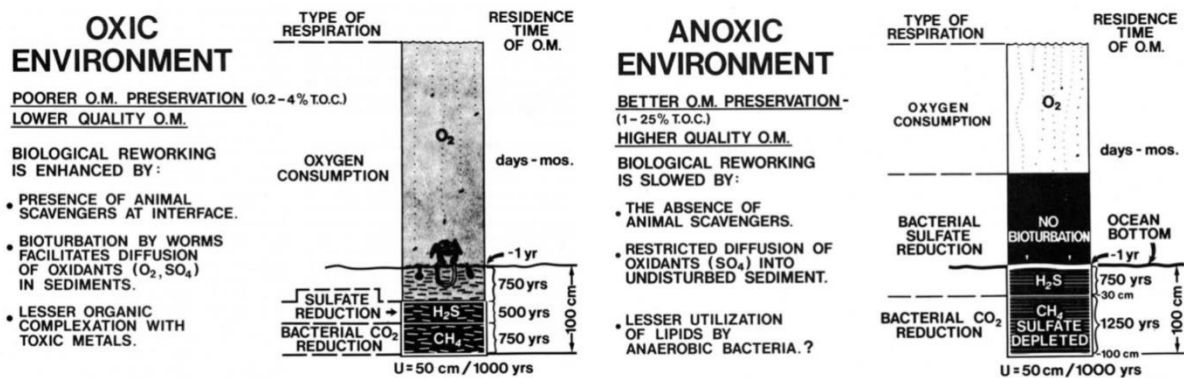 OXIC
ENVIRONMENT
POORER O.M. PRESERVATION (0.2-4% T.O.C.)
LOWER QUALITY O.M.
BIOLOGICAL REWORKING
IS ENHANCED BY:
• PRESENCE OF ANIMAL
SCAVENGERS AT INTERFACE.
• BIOTURBATION BY WORMS
FACILITATES DIFFUSION
OF OXIDANTS (O₂, SO₄)
IN SEDIMENTS.
• LESSER ORGANIC
COMPLEXATION WITH
TOXIC METALS.
TYPE OF
RESPIRATION
RESIDENCE
TIME
OF O.M.
O₂
OXYGEN
CONSUMPTION
days-mos.
~1 yr
750 yrs
SULFATE
REDUCTION
H₂S
500 yrs
BACTERIAL CO₂
REDUCTION
CH₄
750 yrs
100 cm
U = 50 cm / 1000 yrs
ANOXIC
ENVIRONMENT
BETTER O.M. PRESERVATION-
(1-25% T.O.C.)
HIGHER QUALITY O.M.
BIOLOGICAL REWORKING
IS SLOWED BY:
• THE ABSENCE OF
ANIMAL SCAVENGERS.
• RESTRICTED DIFFUSION OF
OXIDANTS (SO₄) INTO
UNDISTURBED SEDIMENT.
• LESSER UTILIZATION
OF LIPIDS BY
ANAEROBIC BACTERIA.?
TYPE OF
RESPIRATION
RESIDENCE
TIME
OF O.M.
O₂
OXYGEN
CONSUMPTION
days-mos.
BACTERIAL
SULFATE
REDUCTION
NO
BIOTURBATION
OCEAN
BOTTOM
~1 yr
H₂S
750 yrs
30 cm
BACTERIAL CO₂
REDUCTION
CH₄
SULFATE
DEPLETED
1250 yrs
100 cm
100 cm
U = 50 cm / 1000 yrs